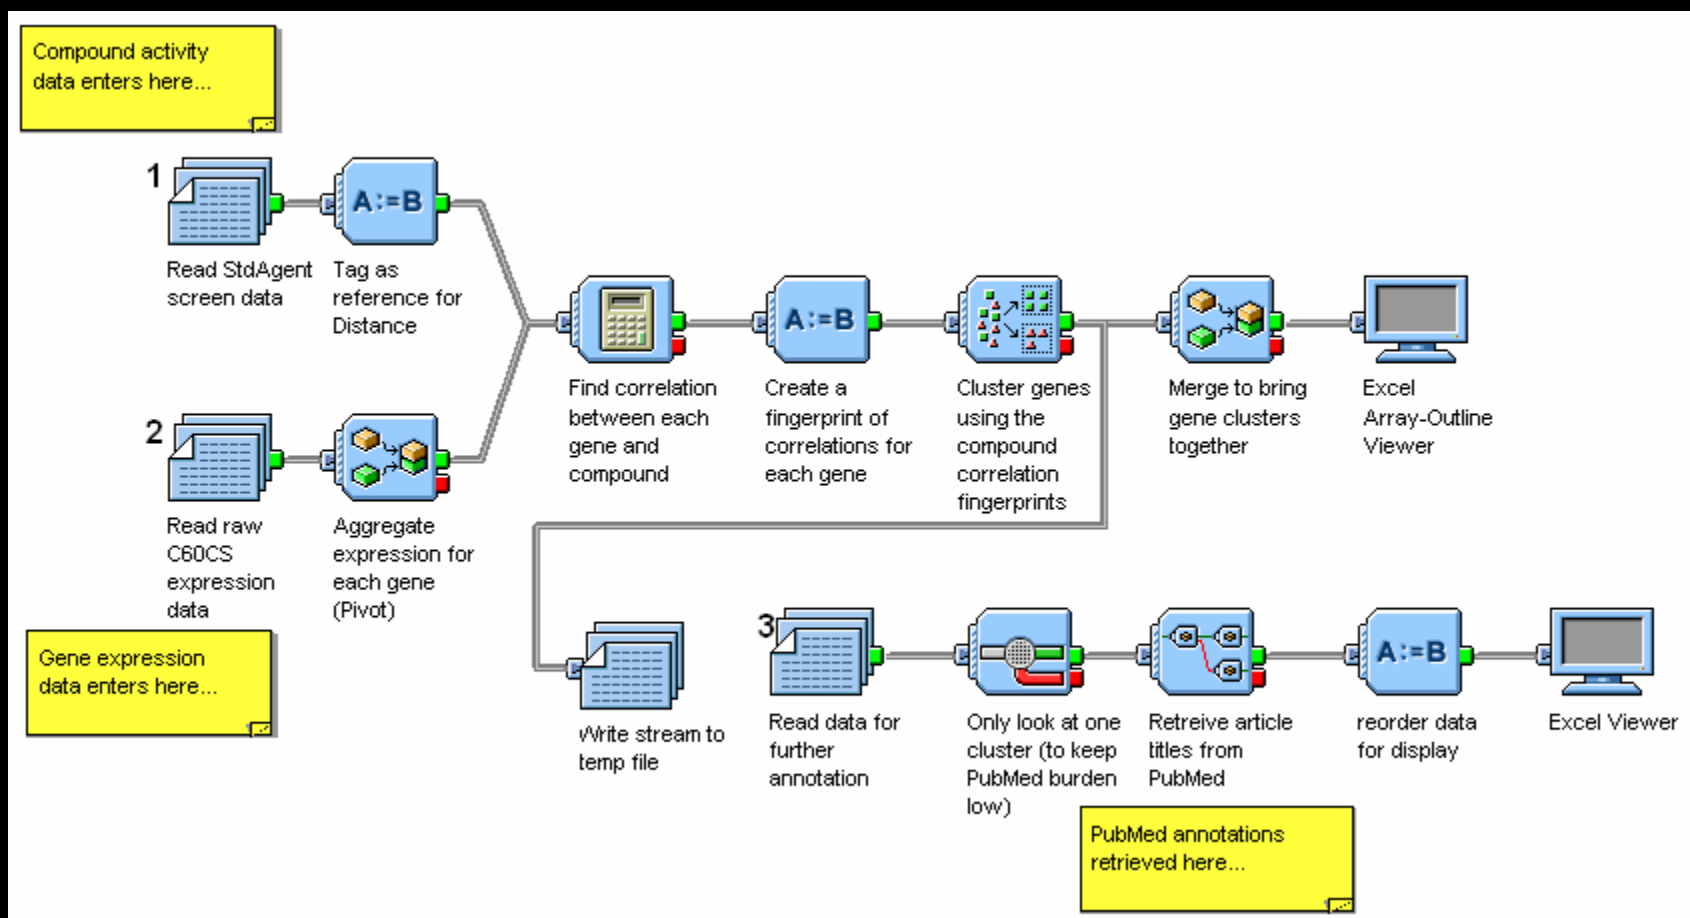 Compound activity
data enters here...
1
A:=B
Read StdAgent
screen data
Tag as
reference for
Distance
A:=B
Find correlation
between each
gene and
compound
Create a
fingerprint of
correlations for
each gene
Cluster genes
using the
compound
correlation
fingerprints
Merge to bring
gene clusters
together
Excel
Array-Outline
Viewer
2
Read raw
C60CS
expression
data
Aggregate
expression for
each gene
(Pivot)
Gene expression
data enters here...
Write stream to
temp file
3
A:=B
Read data for
further
annotation
Only look at one
cluster (to keep
PubMed burden
low)
Retreive article
titles from
PubMed
reorder data
for display
Excel Viewer
PubMed annotations
retrieved here...